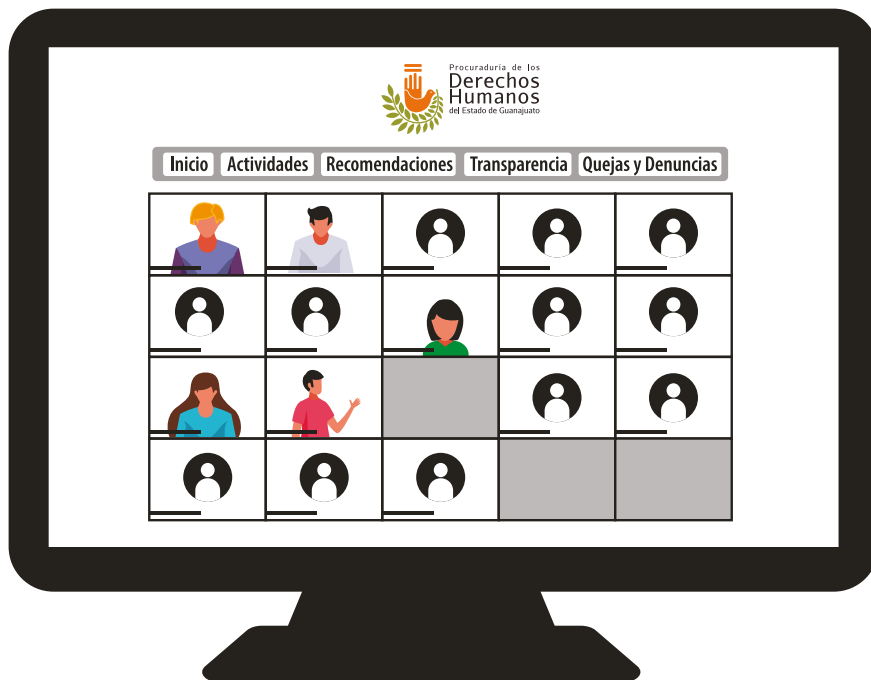 Procuraduría de los
Derechos
Humanos
del Estado de Guanajuato
Inicio Actividades Recomendaciones Transparencia Quejas y Denuncias